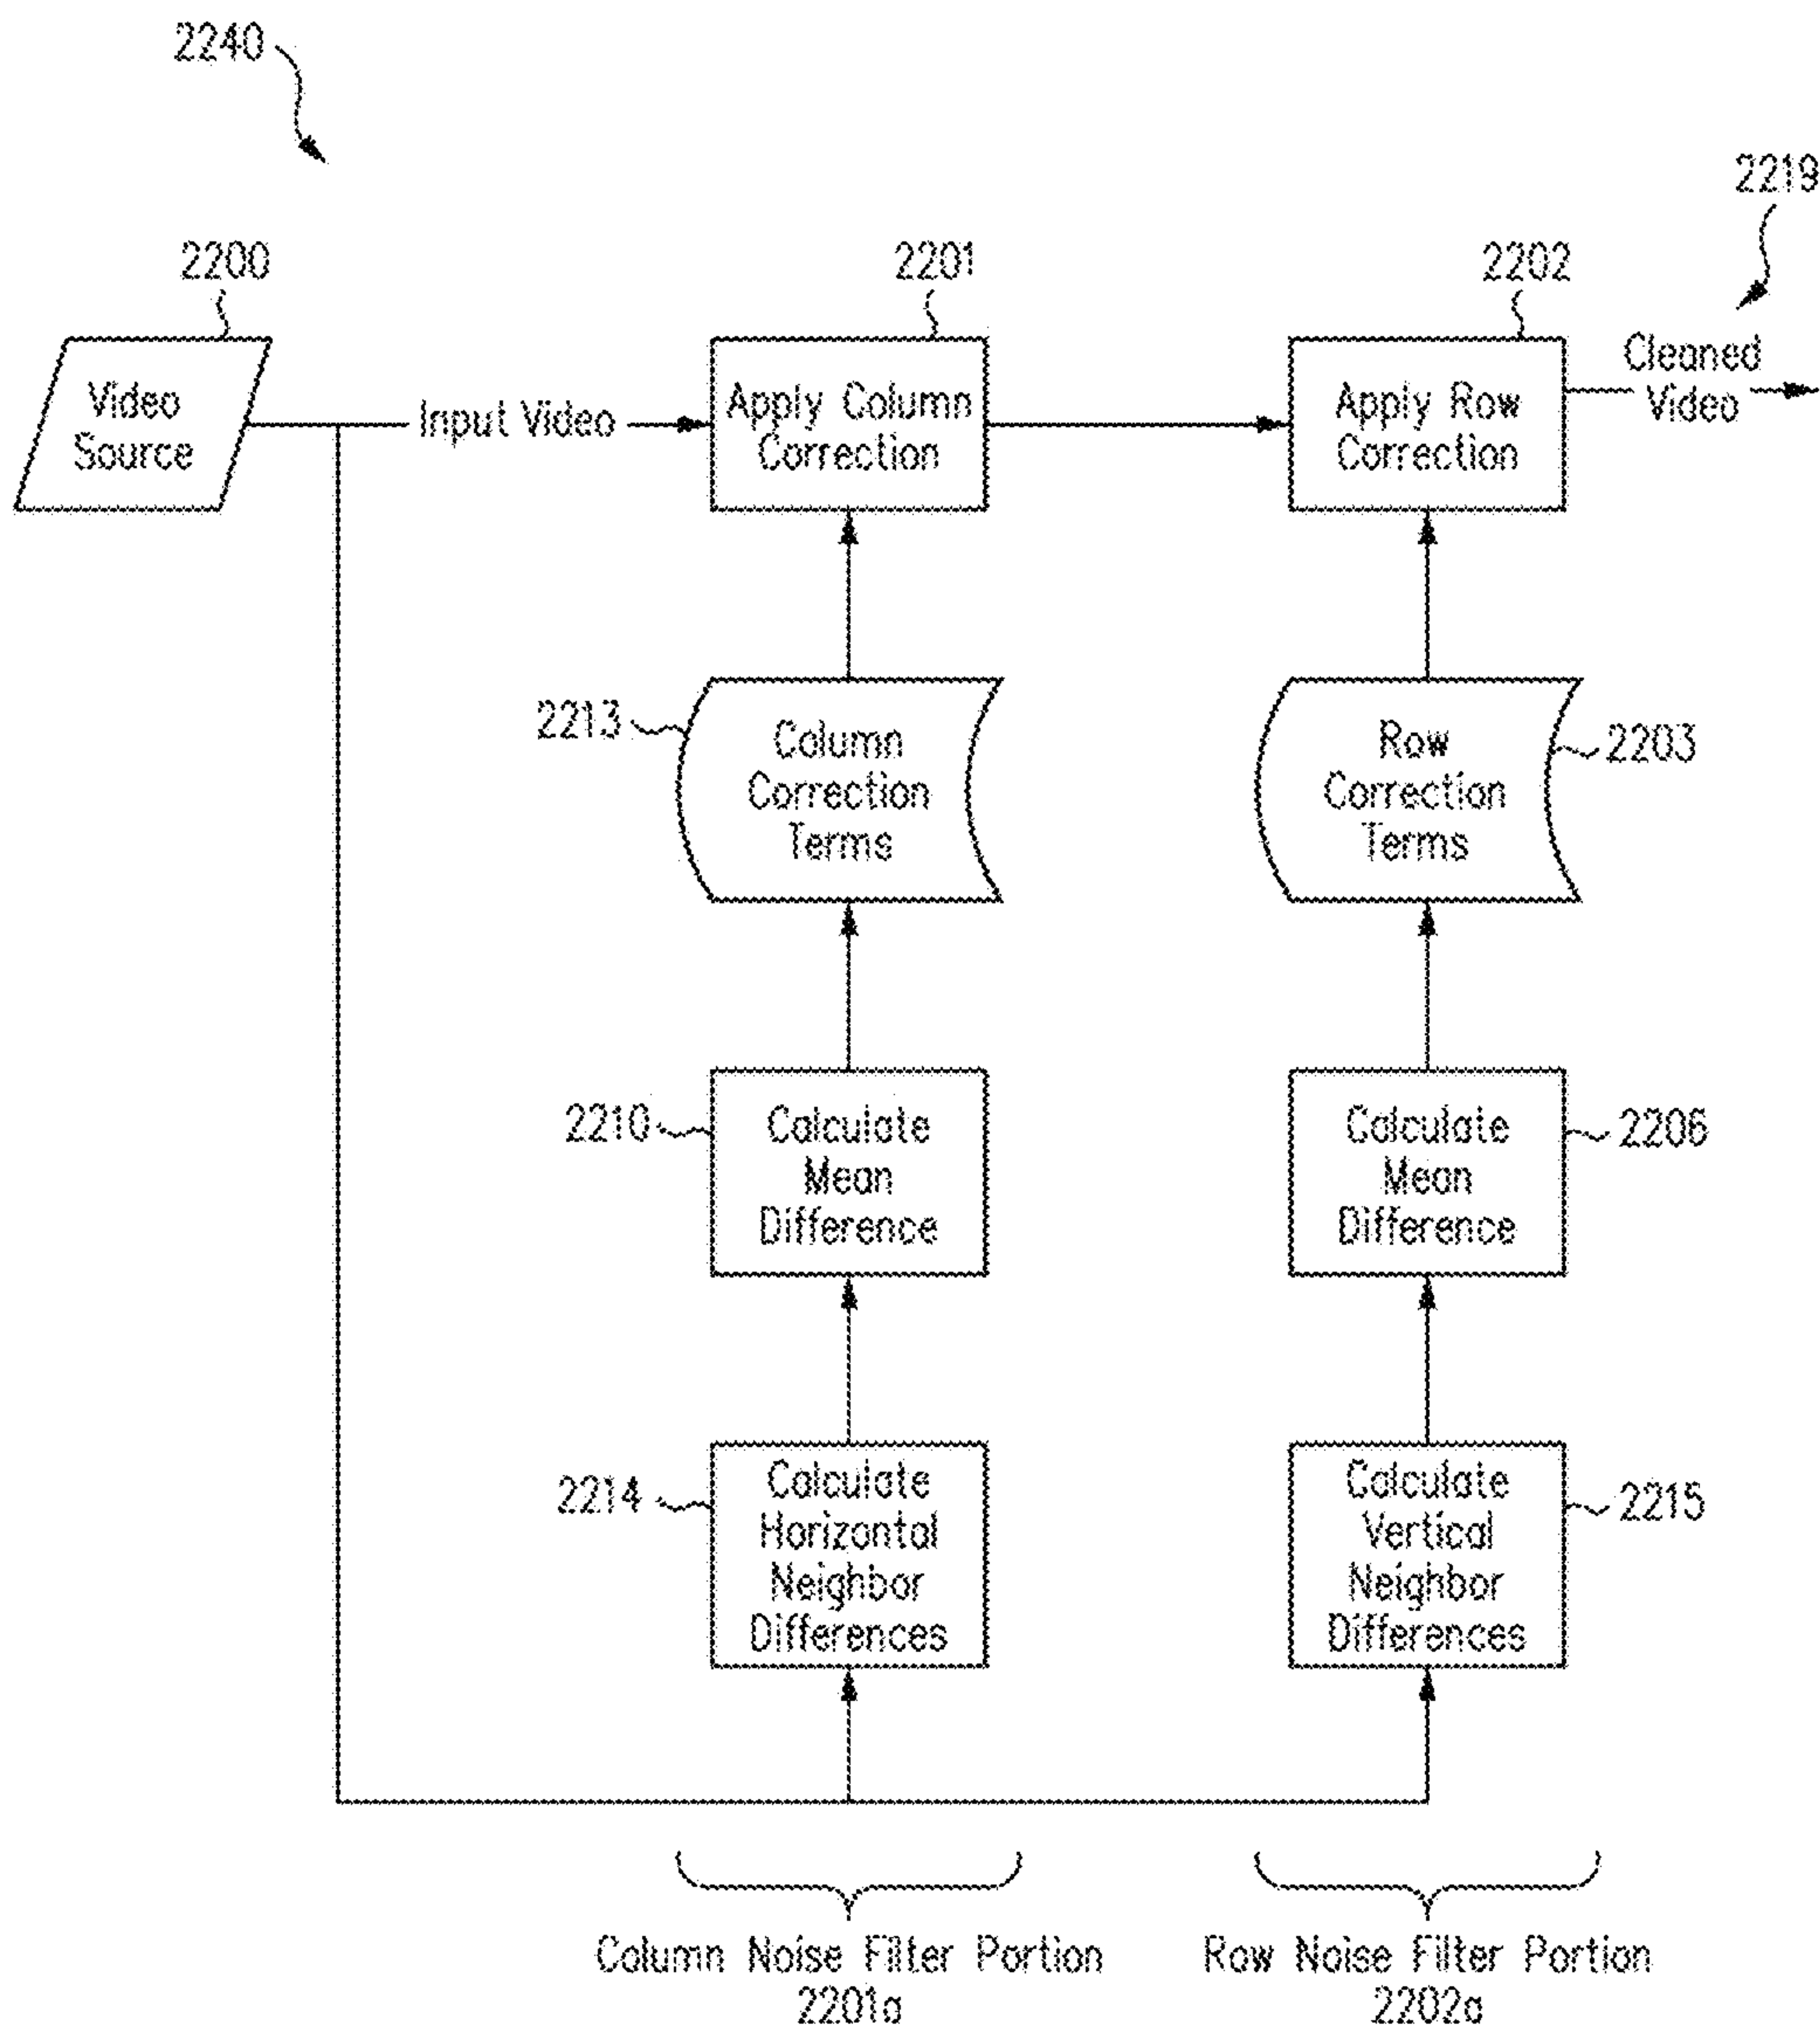 2240
2219
2200
2201
2202
Video
Source
Input Video
Apply Column
Correction
Apply Row
Correction
Cleaned
Video
2213
Column
Correction
Terms
Row
Correction
Terms
2203
2210
Calculate
Mean
Difference
Calculate
Mean
Difference
2206
2214
Calculate
Horizontal
Neighbor
Differences
Calculate
Vertical
Neighbor
Differences
2215
Column Noise Filter Portion
2201a
Row Noise Filter Portion
2202a